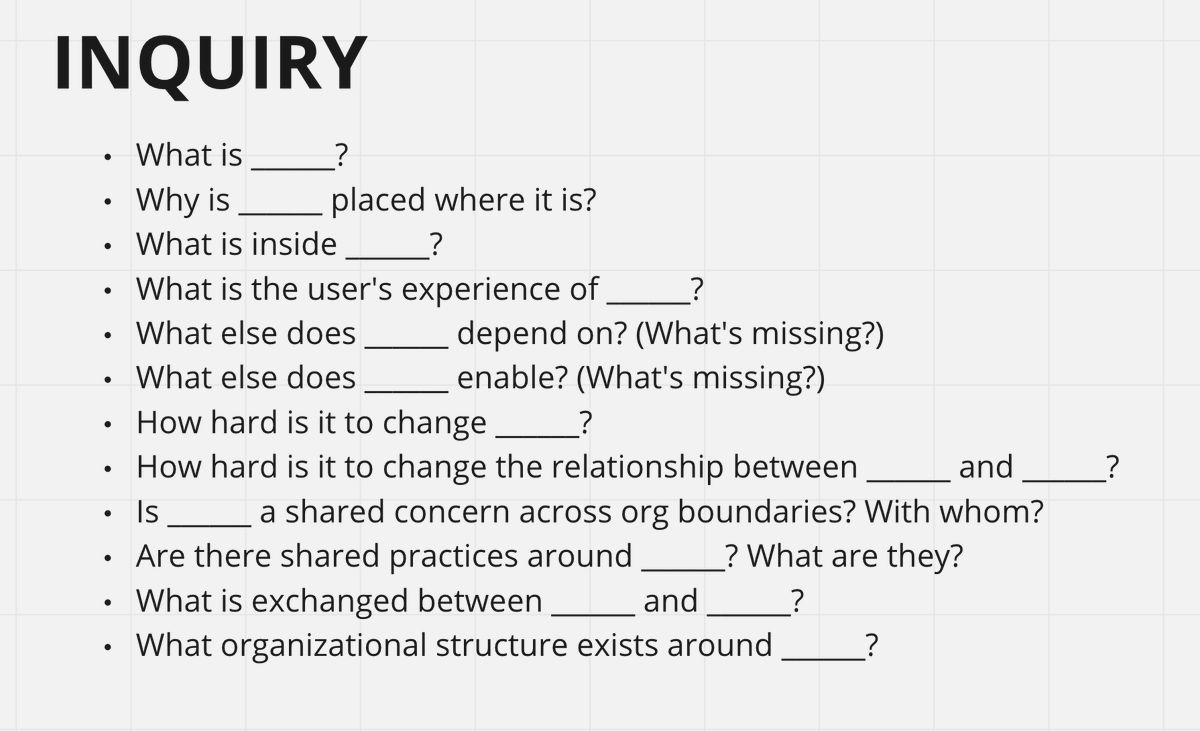 INQUIRY
• What is ______?
• Why is ______ placed where it is?
• What is inside ______?
• What is the user's experience of ______?
• What else does ______ depend on? (What's missing?)
• What else does ______ enable? (What's missing?)
• How hard is it to change ______?
• How hard is it to change the relationship between ______ and ______?
• Is ______ a shared concern across org boundaries? With whom?
• Are there shared practices around ______? What are they?
• What is exchanged between ______ and ______?
• What organizational structure exists around ______?